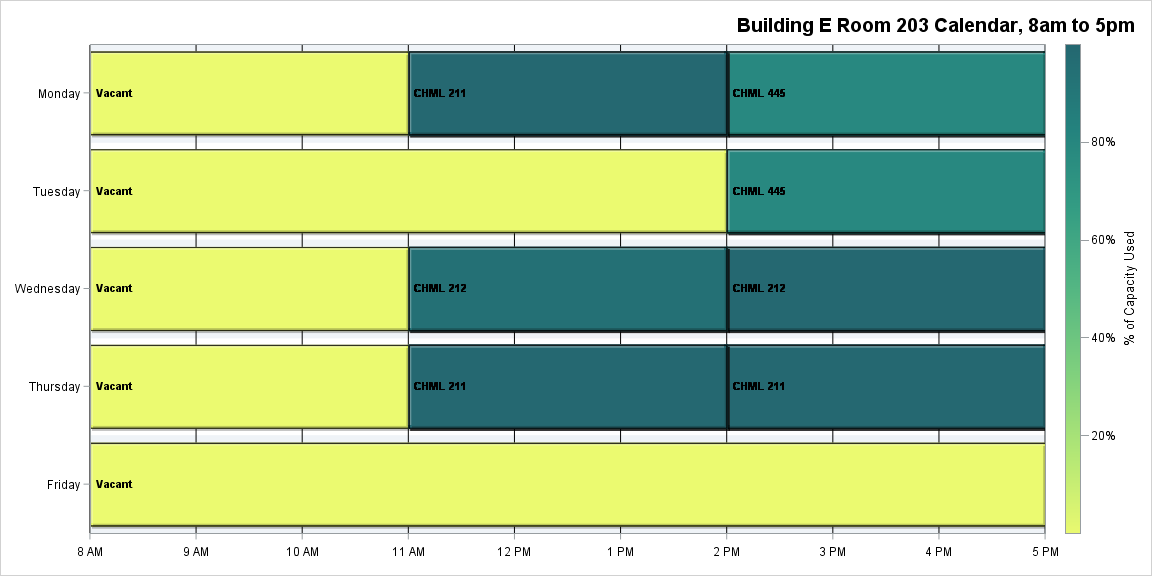 Building E Room 203 Calendar, 8am to 5pm
Monday Vacant CHML 211 CHML 445
Tuesday Vacant CHML 445
Wednesday Vacant CHML 212 CHML 212
Thursday Vacant CHML 211 CHML 211
Friday Vacant
8 AM 9 AM 10 AM 11 AM 12 PM 1 PM 2 PM 3 PM 4 PM 5 PM
80%
60%
40%
20%
% of Capacity Used